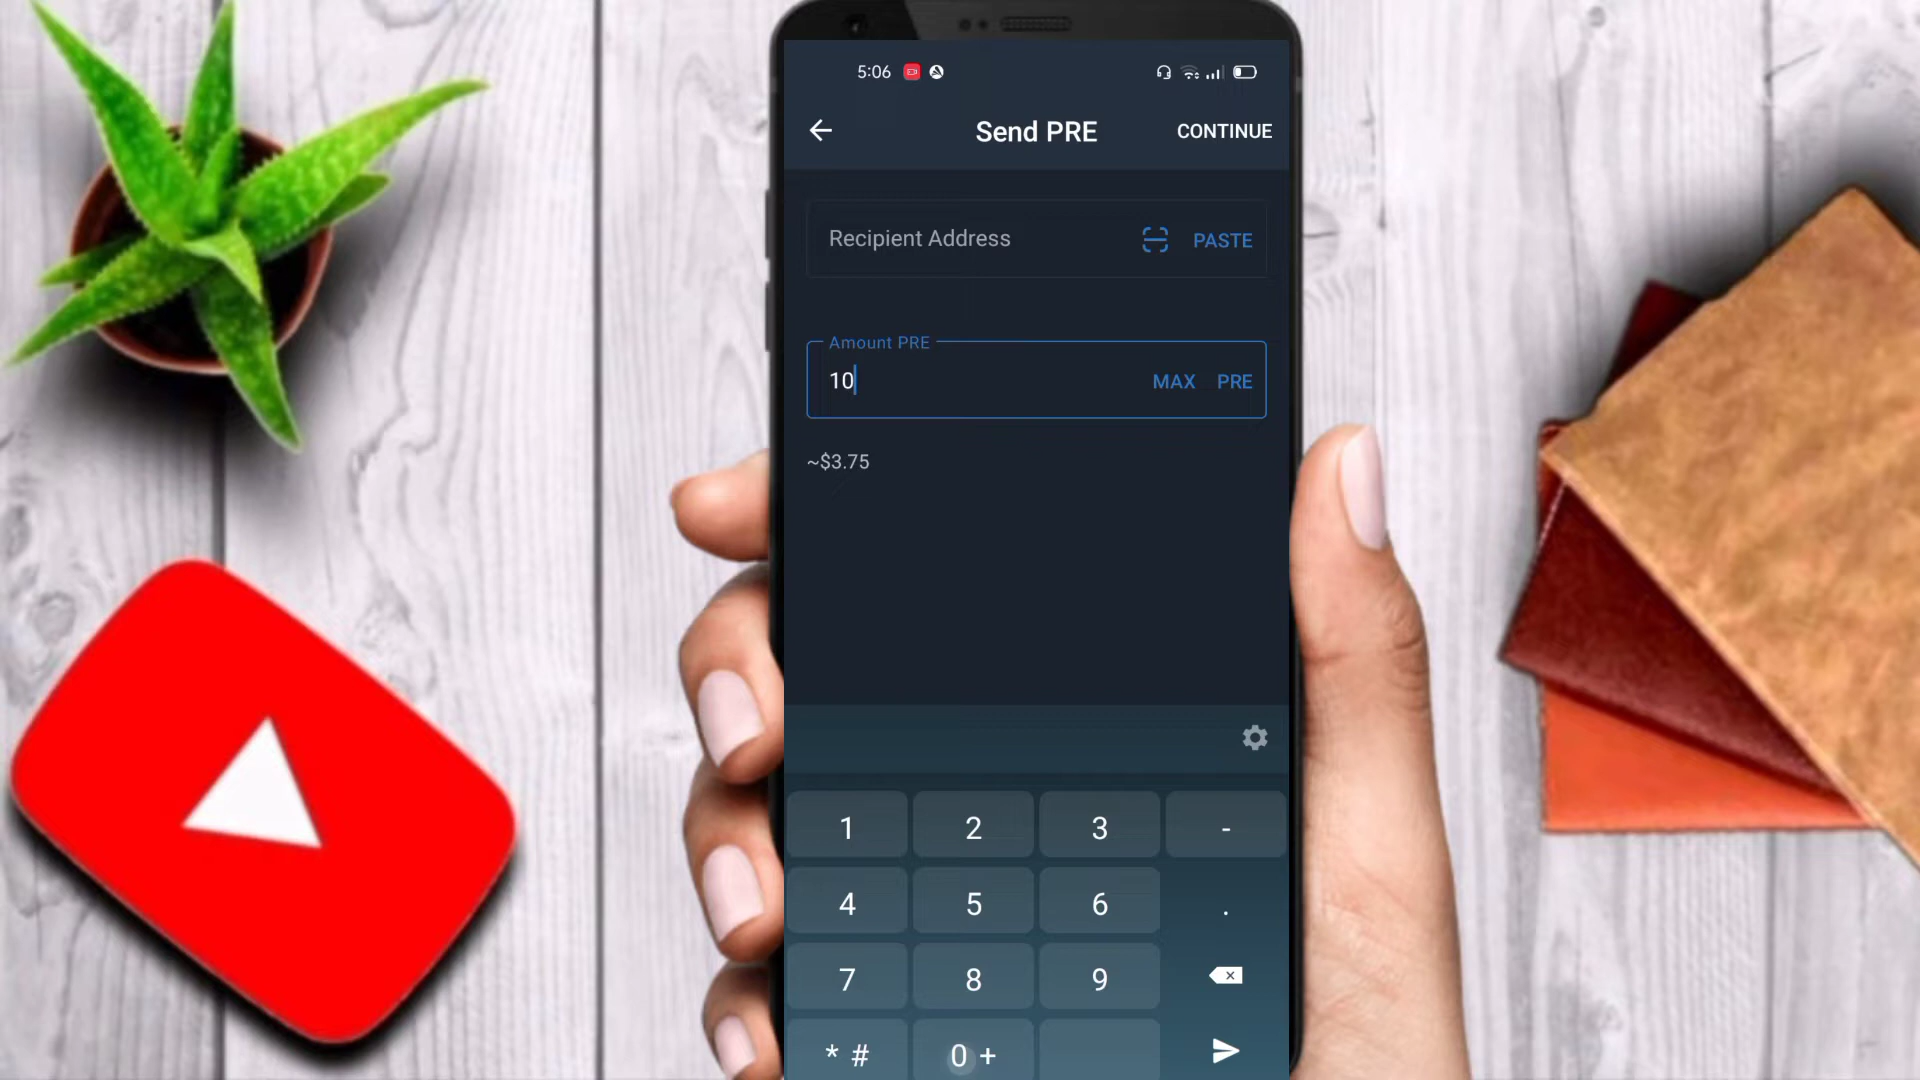 5:06
Send PRE
CONTINUE
Recipient Address
PASTE
Amount PRE
10
MAX
PRE
~$3.75
1 2 3 -
4 5 6 .
7 8 9
* # 0 +